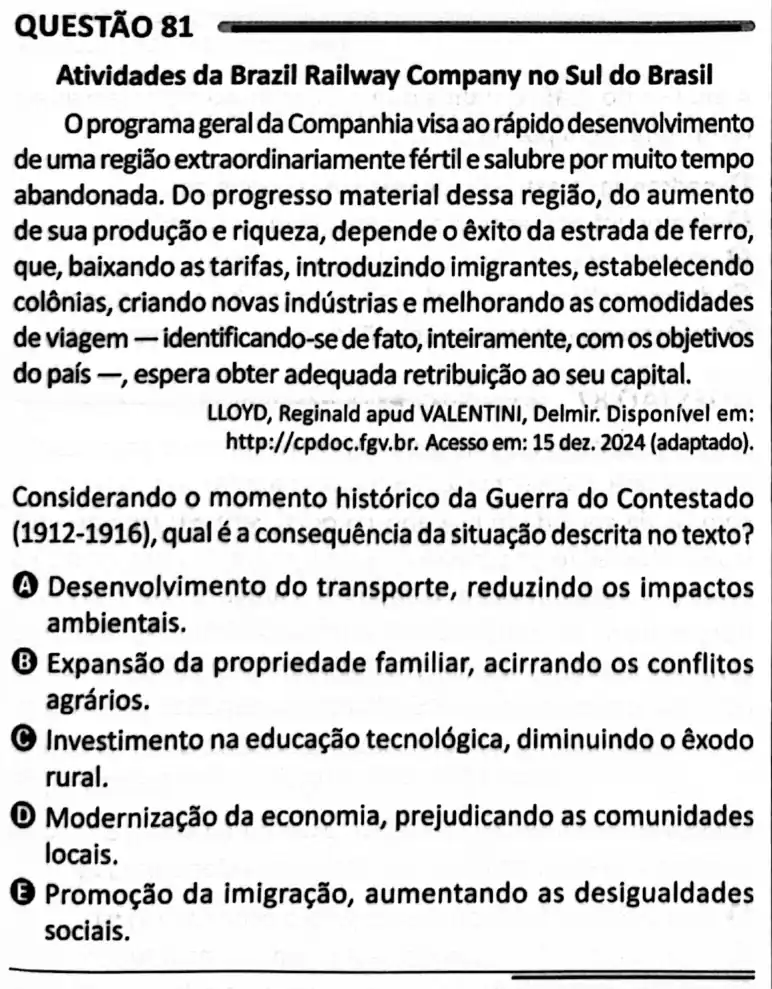 QUESTÃO 81
Atividades da Brazil Railway Company no Sul do Brasil
O programa geral da Companhia visa ao rápido desenvolvimento
de uma região extraordinariamente fértil e salubre por muito tempo
abandonada. Do progresso material dessa região, do aumento
de sua produção e riqueza, depende o êxito da estrada de ferro,
que, baixando as tarifas, introduzindo imigrantes, estabelecendo
colônias, criando novas indústrias e melhorando as comodidades
de viagem — identificando-se de fato, inteiramente, com os objetivos
do país —, espera obter adequada retribuição ao seu capital.
LLOYD, Reginald apud VALENTINI, Delmir. Disponível em:
http://cpdoc.fgv.br. Acesso em: 15 dez. 2024 (adaptado).
Considerando o momento histórico da Guerra do Contestado
(1912-1916), qual é a consequência da situação descrita no texto?
A Desenvolvimento do transporte, reduzindo os impactos
ambientais.
B Expansão da propriedade familiar, acirrando os conflitos
agrários.
C Investimento na educação tecnológica, diminuindo o êxodo
rural.
D Modernização da economia, prejudicando as comunidades
locais.
E Promoção da imigração, aumentando as desigualdades
sociais.